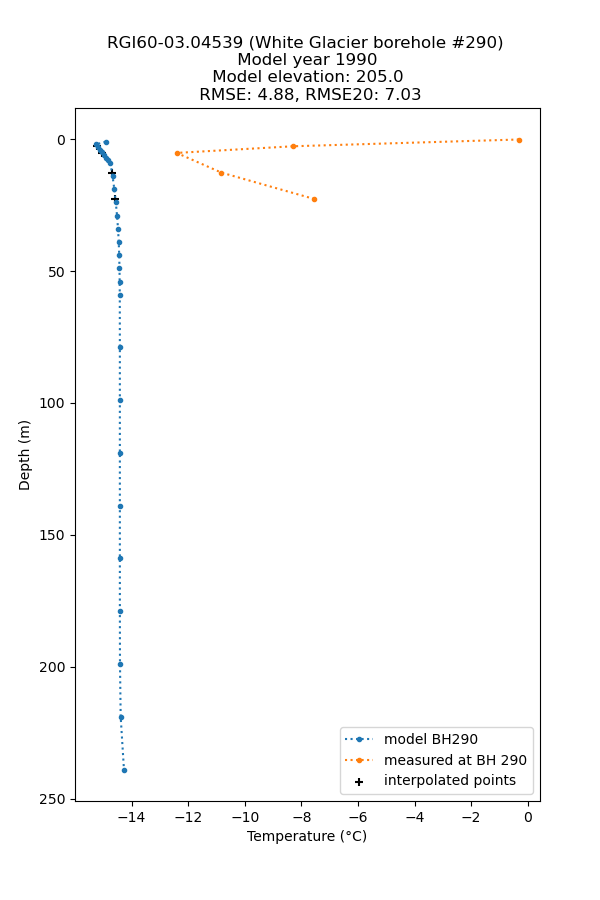 RGI60-03.04539 (White Glacier borehole #290)
Model year 1990
Model elevation: 205.0
RMSE: 4.88, RMSE20: 7.03
0
50
100
150
200
250
Depth (m)
−14
−12
−10
−8
−6
−4
−2
0
Temperature (°C)
model BH290
measured at BH 290
interpolated points